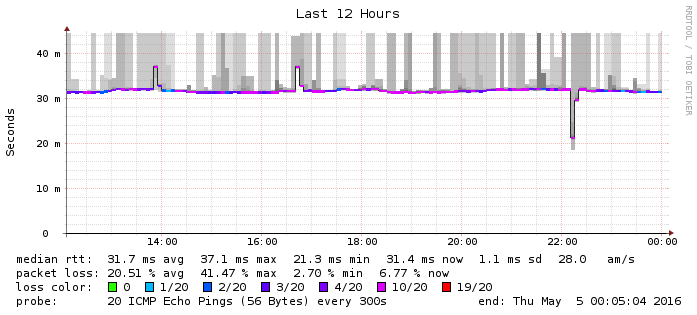 Last 12 Hours
RRDTOOL / TOBI OETIKER
Seconds
40 m
30 m
20 m
10 m
0
14:00 16:00 18:00 20:00 22:00 00:00
median rtt: 31.7 ms avg 37.1 ms max 21.3 ms min 31.4 ms now 1.1 ms sd 28.0 am/s
packet loss: 20.51 % avg 41.47 % max 2.70 % min 6.77 % now
loss color: 0 1/20 2/20 3/20 4/20 10/20 19/20
probe: 20 ICMP Echo Pings (56 Bytes) every 300s end: Thu May 5 00:05:04 2016